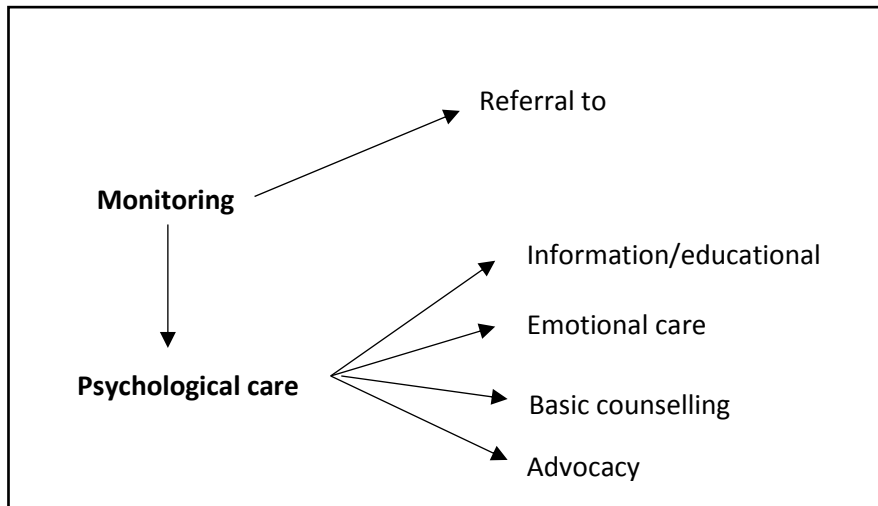 Referral to
Monitoring
Information/educational
Emotional care
Psychological care
Basic counselling
Advocacy